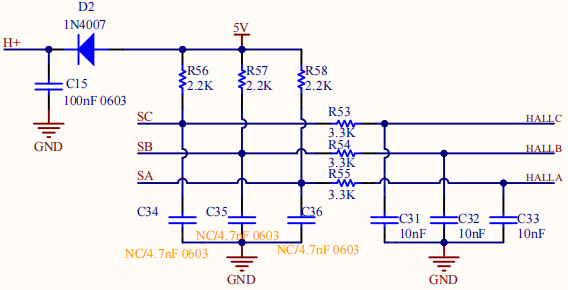 D2
1N4007
5V
H+
R56
2.2K
R57
2.2K
R58
2.2K
C15
100nF 0603
GND
SC
R53
3.3K
HALLC
SB
R54
3.3K
HALLB
SA
R55
3.3K
HALLA
C34
C35
C36
C31
10nF
C32
10nF
C33
10nF
NC/4.7nF 0603
NC/4.7nF 0603
NC/4.7nF 0603
GND
GND